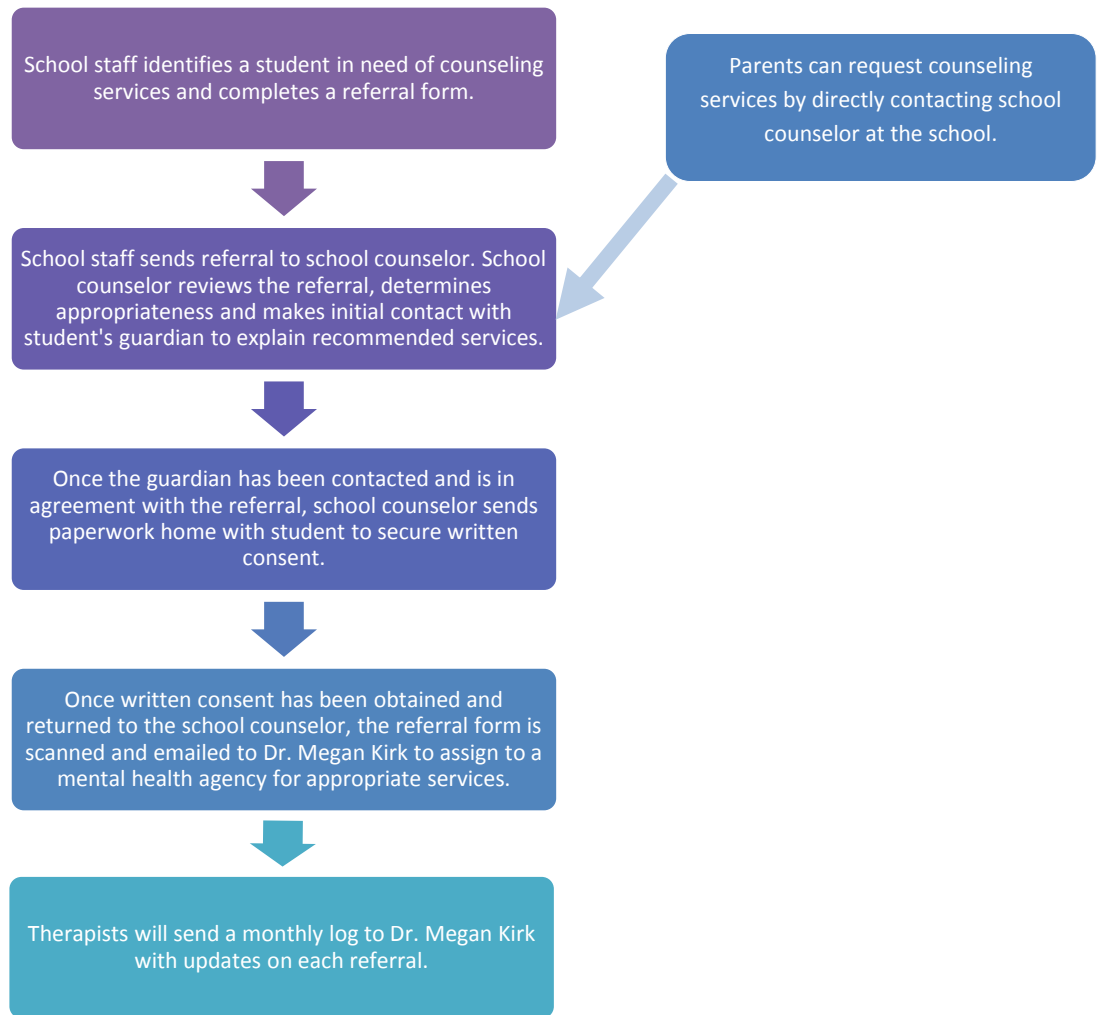 School staff identifies a student in need of counseling
services and completes a referral form.
Parents can request counseling
services by directly contacting school
counselor at the school.
School staff sends referral to school counselor. School
counselor reviews the referral, determines
appropriateness and makes initial contact with
student's guardian to explain recommended services.
Once the guardian has been contacted and is in
agreement with the referral, school counselor sends
paperwork home with student to secure written
consent.
Once written consent has been obtained and
returned to the school counselor, the referral form is
scanned and emailed to Dr. Megan Kirk to assign to a
mental health agency for appropriate services.
Therapists will send a monthly log to Dr. Megan Kirk
with updates on each referral.